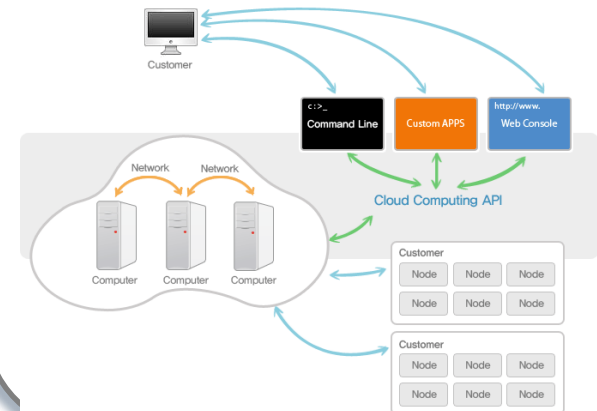 Customer
c:>_
Command Line
Custom APPS
http://www.
Web Console
Network
Network
Cloud Computing API
Computer
Computer
Computer
Customer
Node
Node
Node
Node
Node
Node
Customer
Node
Node
Node
Node
Node
Node